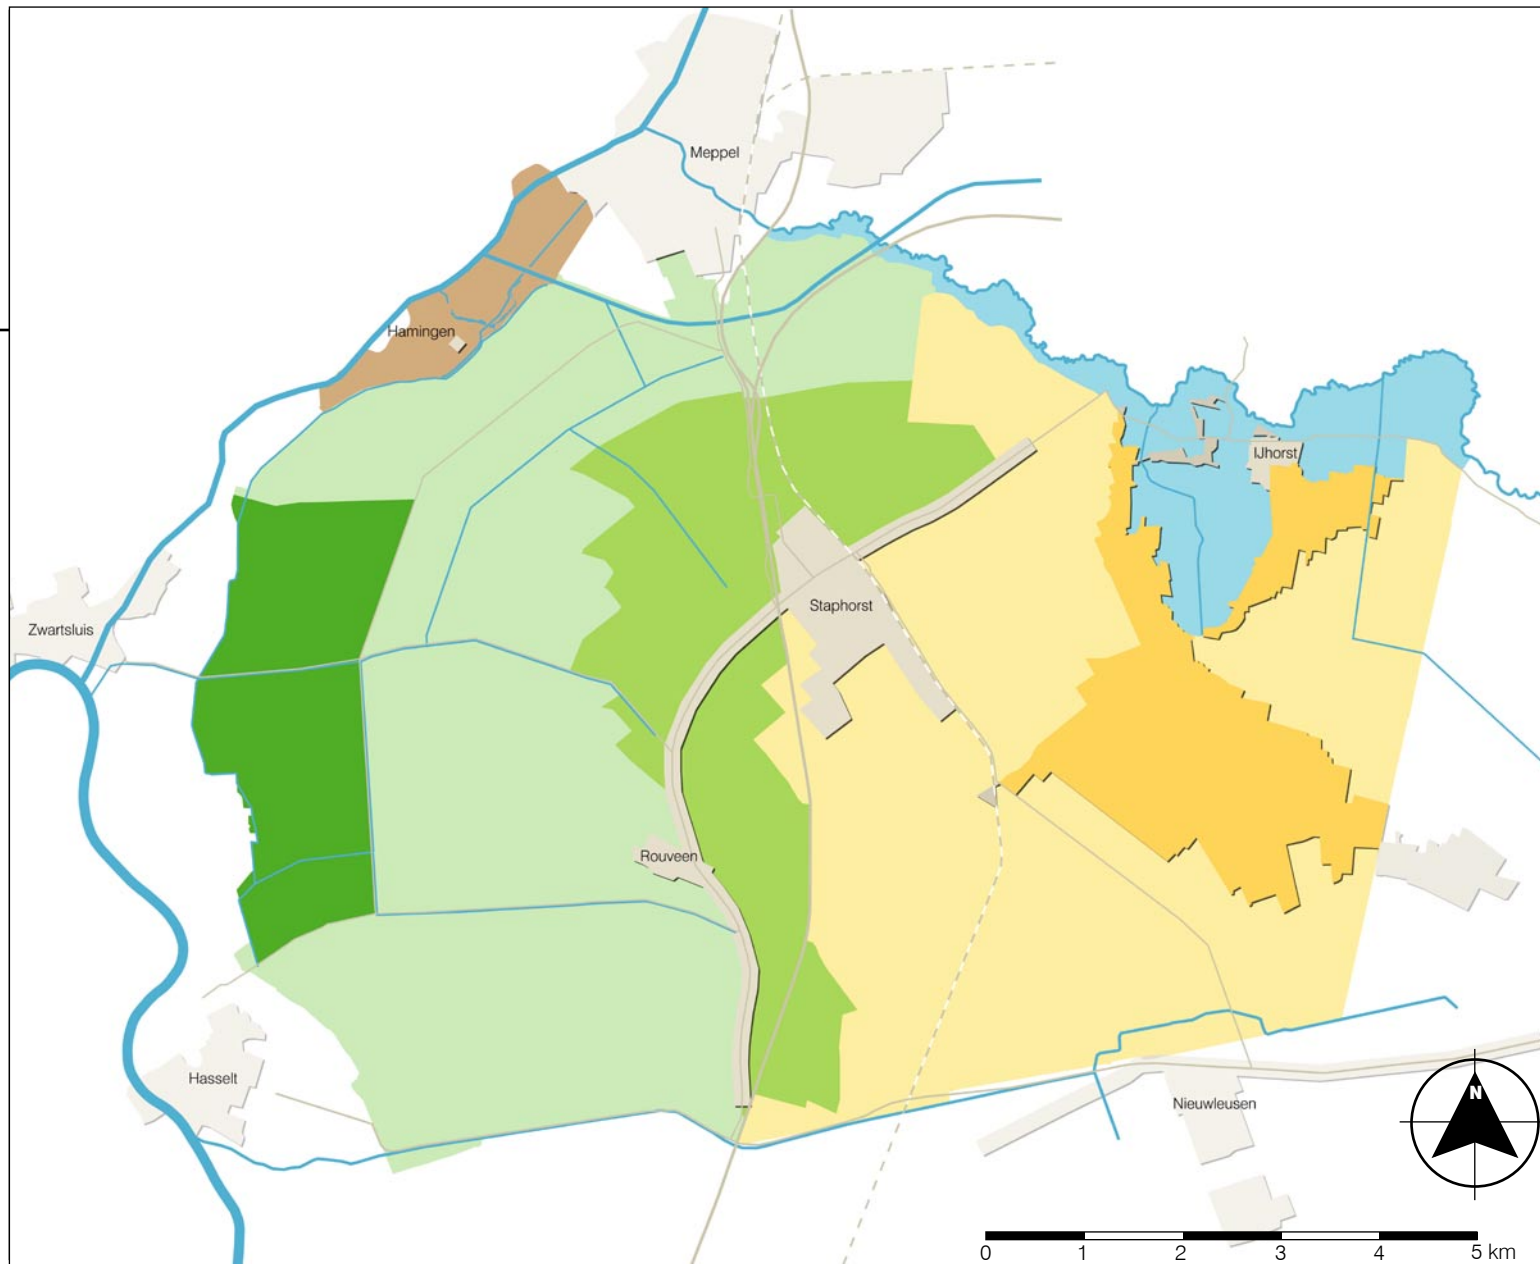 Meppel
Hamingen
IJhorst
Staphorst
Zwartsluis
Rouveen
Hasselt
Nieuwleusen
N
0 1 2 3 4 5 km